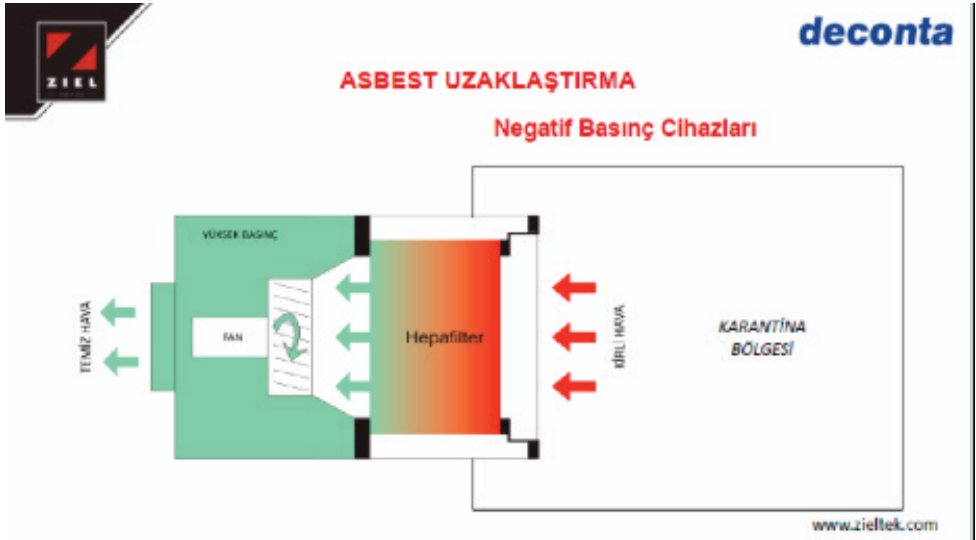 ZIEL
deconta
ASBEST UZAKLAŞTIRMA
Negatif Basınç Cihazları
YÜKSEK BASINÇ
TEMİZ HAVA
FAN
Hepafilter
KİRLİ HAVA
KARANTİNA
BÖLGESİ
www.zieltek.com